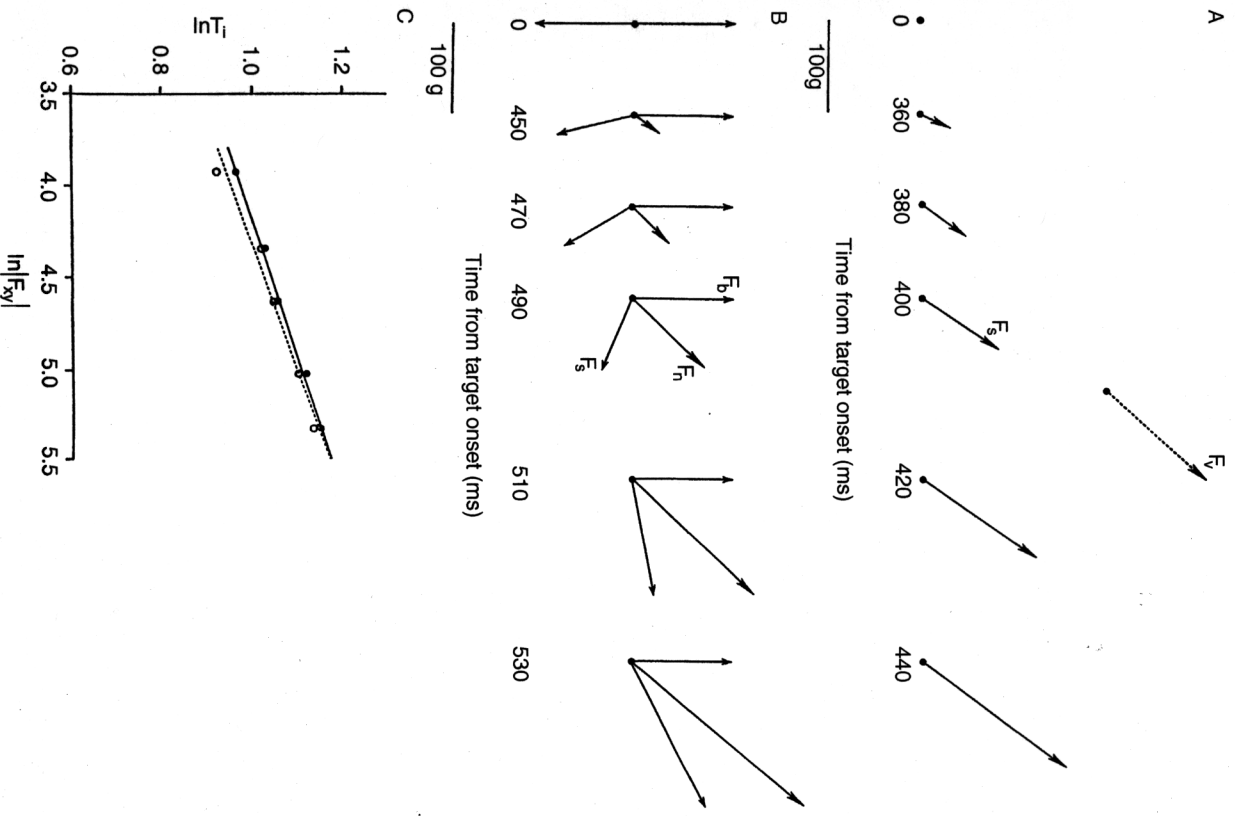 A
F_v
F_s
0 360 380 400 420 440
Time from target onset (ms)
100g
B
F_b
F_n
F_s
0 450 470 490 510 530
Time from target onset (ms)
100 g
C
1.2
1.0
0.8
0.6
lnT_i
3.5 4.0 4.5 5.0 5.5
ln|F_xy|